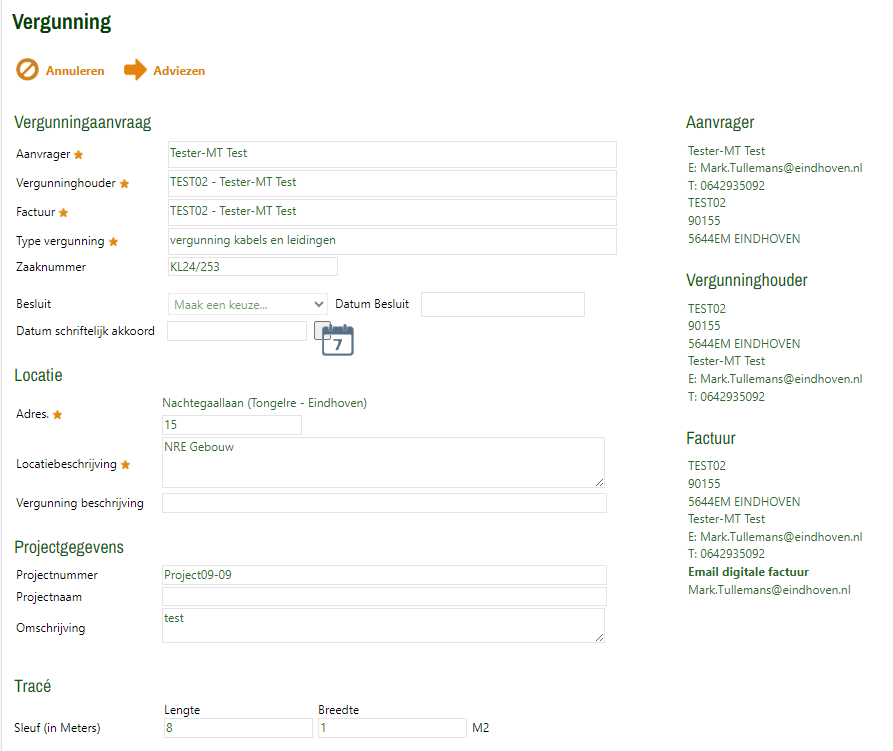 Vergunning
Annuleren Adviezen
Vergunningaanvraag
Aanvrager Tester-MT Test
Vergunninghouder TEST02 - Tester-MT Test
Factuur TEST02 - Tester-MT Test
Type vergunning vergunning kabels en leidingen
Zaaknummer KL24/253
Besluit Maak een keuze... Datum Besluit
Datum schriftelijk akkoord 7
Locatie
Nachtegaallaan (Tongelre - Eindhoven)
Adres.
15
NRE Gebouw
Locatiebeschrijving
Vergunning beschrijving
Projectgegevens
Projectnummer Project09-09
Projectnaam
test
Omschrijving
Tracé
Lengte Breedte
Sleuf (in Meters) 8 1 M2
Aanvrager
Tester-MT Test
E: Mark.Tullemans@eindhoven.nl
T: 0642935092
TEST02
90155
5644EM EINDHOVEN
Vergunninghouder
TEST02
90155
5644EM EINDHOVEN
Tester-MT Test
E: Mark.Tullemans@eindhoven.nl
T: 0642935092
Factuur
TEST02
90155
5644EM EINDHOVEN
Tester-MT Test
E: Mark.Tullemans@eindhoven.nl
T: 0642935092
Email digitale factuur
Mark.Tullemans@eindhoven.nl